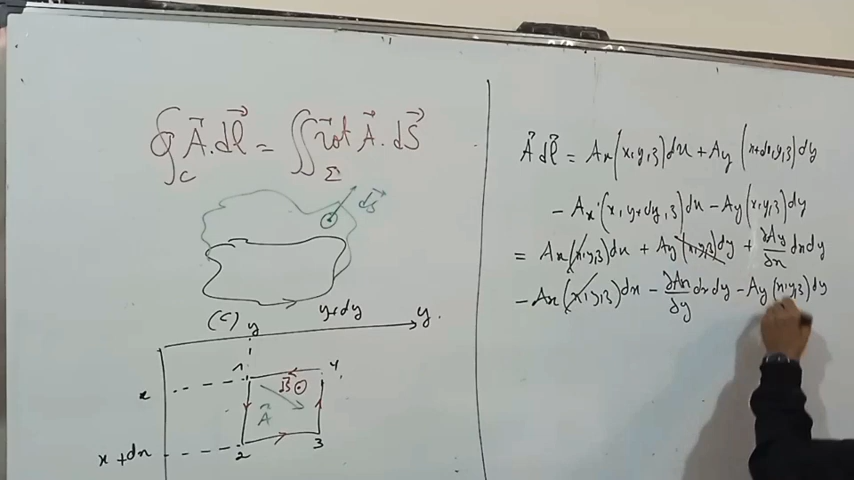 ∮_C A⃗ . dl⃗ = ∬_Σ rot⃗ A⃗ . dS⃗
dS⃗
(C)
y y+dy y.
1 4
x
dS⃗ ⊙
A⃗
x+dx
2 3
A⃗ dl⃗ = Ax(x,y,z)dx + Ay(x+dx,y,z)dy
- Ax(x,y+dy,z)dx - Ay(x,y,z)dy
= Ax(x,y,z)dx + Ay(x,y,z)dy + ∂Ay/∂x dxdy
- Ax(x,y,z)dx - ∂Ax/∂y dxdy - Ay(x,y,z)dy